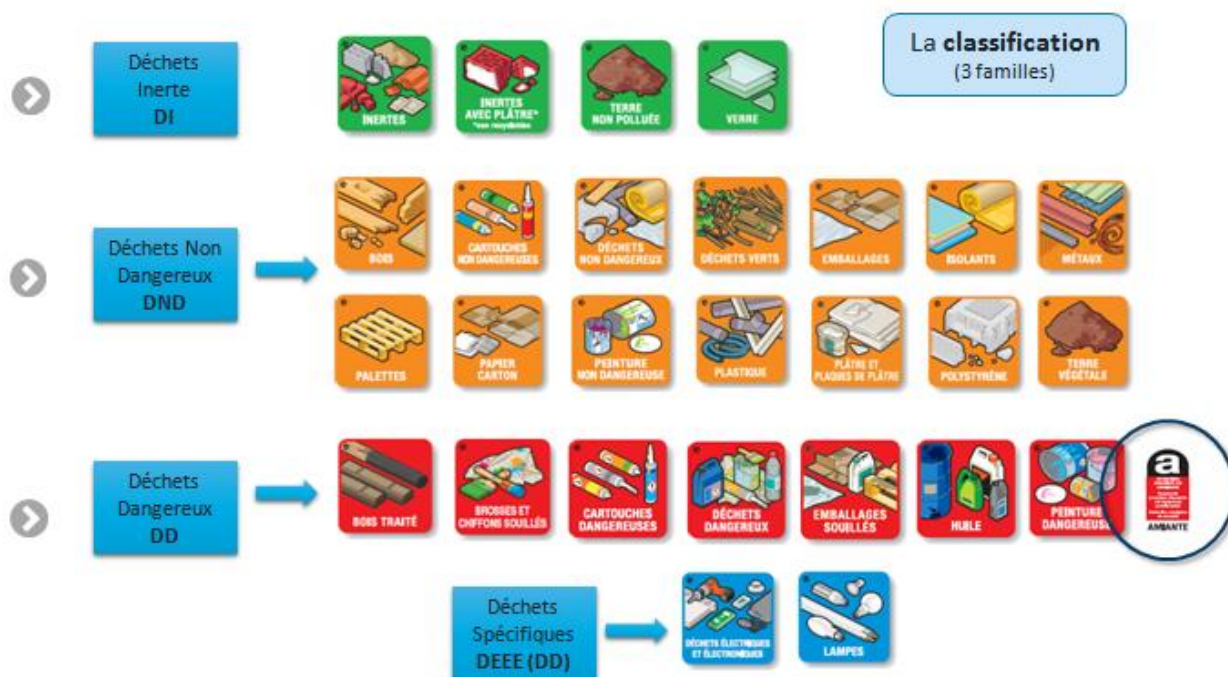 La classification
(3 familles)
Déchets
Inerte
DI
INERTES
INERTES
AVEC PLÂTRE*
*non recyclables
TERRE
NON POLLUÉE
VERRE
Déchets Non
Dangereux
DND
BOIS
CARTOUCHES
NON DANGEREUSES
DÉCHETS
NON DANGEREUX
DÉCHETS VERTS
EMBALLAGES
ISOLANTS
MÉTAUX
PALETTES
PAPIER
CARTON
PEINTURE
NON DANGEREUSE
PLASTIQUE
PLÂTRE ET
PLAQUES DE PLÂTRE
POLYSTYRÈNE
TERRE
VÉGÉTALE
Déchets
Dangereux
DD
BOIS TRAITÉ
BROSSES ET
CHIFFONS SOUILLÉS
CARTOUCHES
DANGEREUSES
DÉCHETS
DANGEREUX
EMBALLAGES
SOUILLÉS
HUILE
PEINTURE
DANGEREUSE
a
AMIANTE
Déchets
Spécifiques
DEEE (DD)
DÉCHETS ÉLECTRIQUES
ET ÉLECTRONIQUES
LAMPES